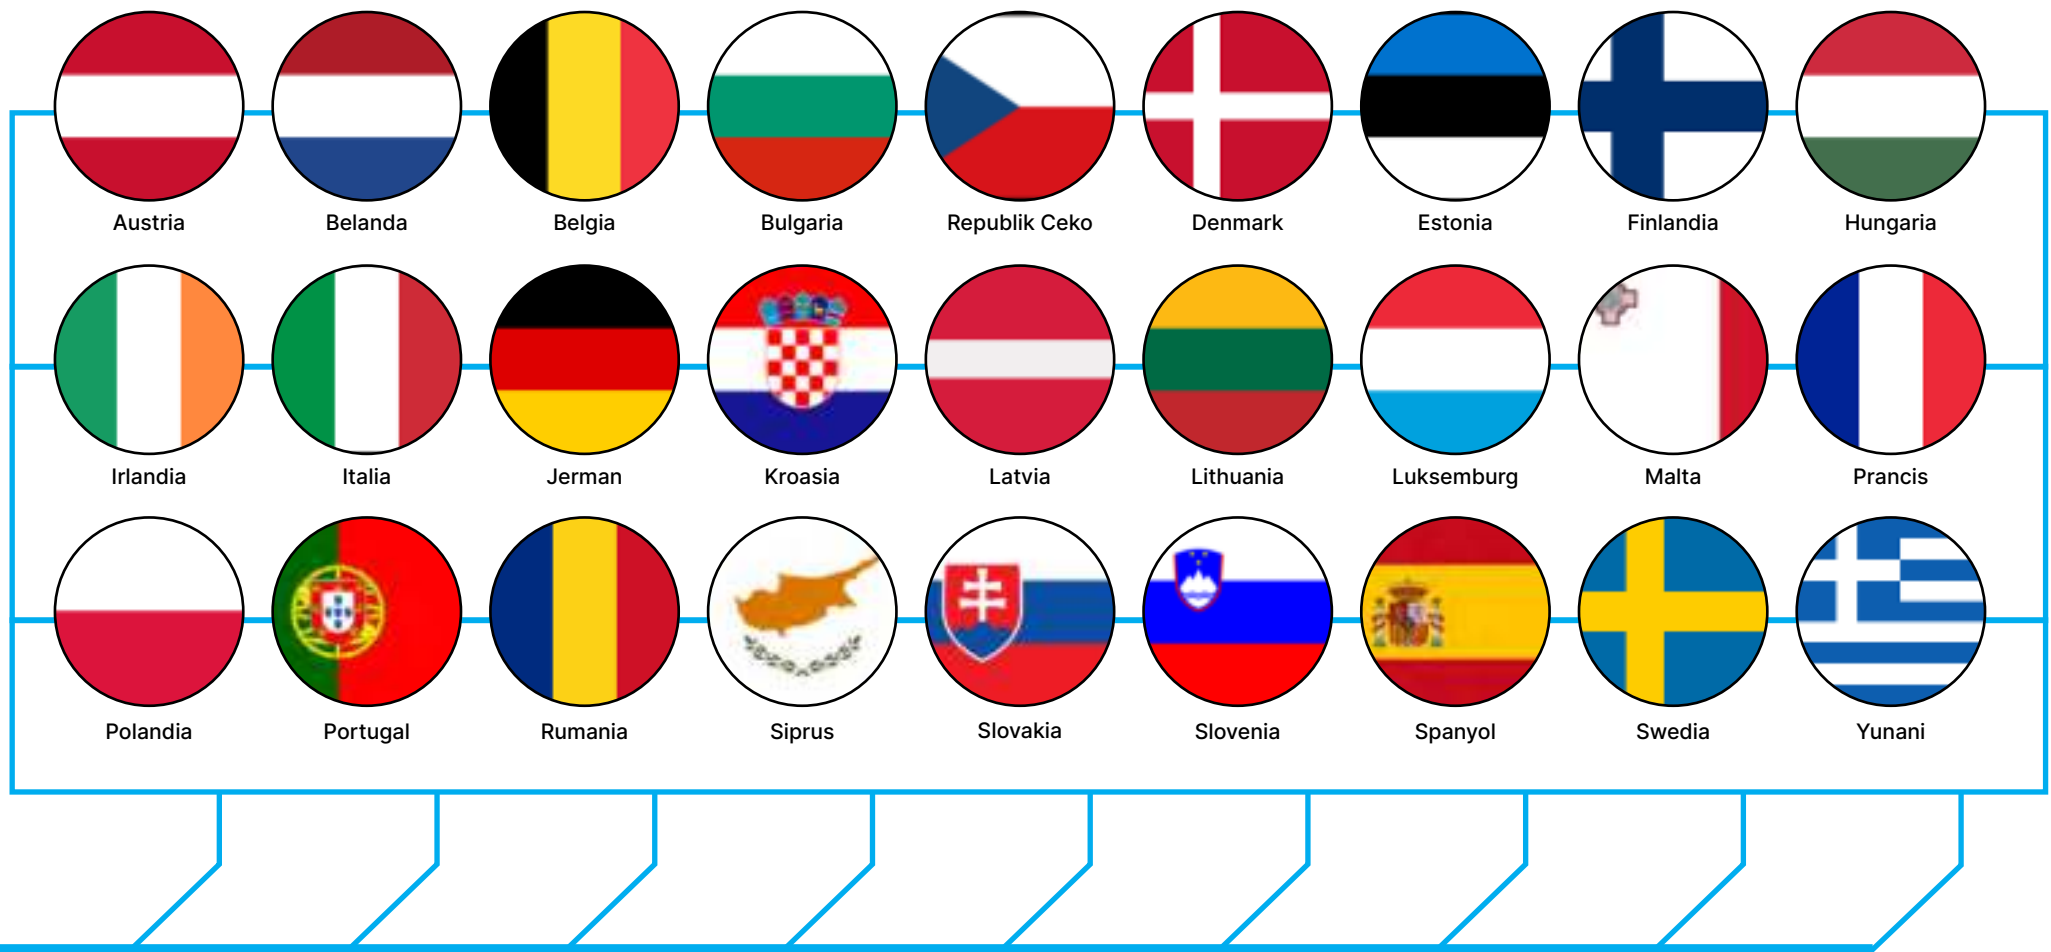 Austria
Belanda
Belgia
Bulgaria
Republik Ceko
Denmark
Estonia
Finlandia
Hungaria
Irlandia
Italia
Jerman
Kroasia
Latvia
Lithuania
Luksemburg
Malta
Prancis
Polandia
Portugal
Rumania
Siprus
Slovakia
Slovenia
Spanyol
Swedia
Yunani